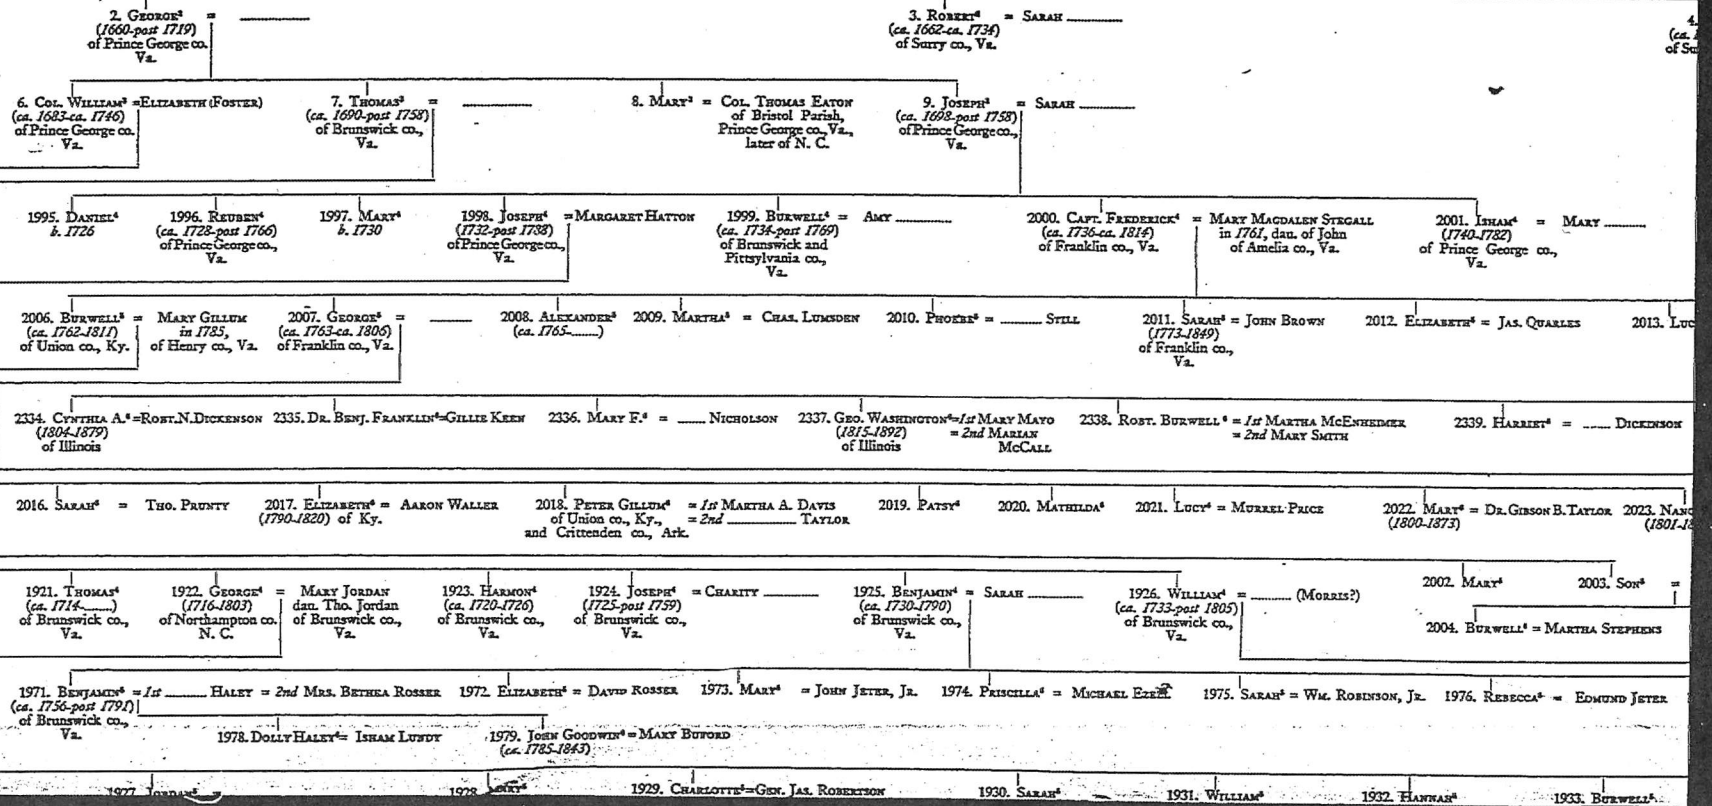 2. GEORGE² =
(1660-post 1719)
of Prince George co.
Va.
3. ROBERT² = SARAH
(ca. 1662-ca. 1734)
of Surry co., Va.
4.
(ca.
6. COL. WILLIAM³ =ELIZABETH (FOSTER)
(ca. 1683-ca. 1746)
of Prince George co.
Va.
7. THOMAS³ =
(ca. 1690-post 1758)
of Brunswick co.,
Va.
8. MARY³ = COL. THOMAS EATON
of Bristol Parish,
Prince George co., Va.,
later of N. C.
9. JOSEPH³ = SARAH
(ca. 1698-post 1758)
of Prince George co.,
Va.
1995. DANIEL⁴
b. 1726
1996. REUBEN⁴
(ca. 1728-post 1766)
of Prince George co.,
Va.
1997. MARY⁴
b. 1730
1998. JOSEPH⁴ =MARGARET HATTON
(1732-post 1788)
of Prince George co.,
Va.
1999. BURWELL⁴ = AMY
(ca. 1734-post 1769)
of Brunswick and
Pittsylvania co.,
Va.
2000. CAPT. FREDERICK⁴ = MARY MAGDALEN STEGALL
(ca. 1736-ca. 1814) in 1761, dau. of John
of Franklin co., Va. of Amelia co., Va.
2001. ISHAM⁴ = MARY
(1740-1782)
of Prince George co.,
Va.
2006. BURWELL⁵ = MARY GILLUM
(ca. 1762-1811) in 1785,
of Union co., Ky. of Henry co., Va.
2007. GEORGE⁵ =
(ca. 1763-ca. 1806)
of Franklin co., Va.
2008. ALEXANDER⁵
(ca. 1765-____)
2009. MARTHA⁵ = CHAS. LUMSDEN
2010. PHOEBE⁵ = ____ STILL
2011. SARAH⁵ = JOHN BROWN
(1773-1849)
of Franklin co.,
Va.
2012. ELIZABETH⁵ = JAS. QUARLES
2013. LUC
2334. CYNTHIA A.⁶ =ROBT. N. DICKENSON
(1804-1879)
of Illinois
2335. DR. BENJ. FRANKLIN⁶=GILLIE KEEN
2336. MARY F.⁶ = ____ NICHOLSON
2337. GEO. WASHINGTON⁶=1st MARY MAYO
(1815-1892) = 2nd MARIAN
of Illinois McCALL
2338. ROBT. BURWELL⁶ = 1st MARTHA McENHEIMER
= 2nd MARY SMITH
2339. HARRIET⁶ = ____ DICKINSON
2016. SARAH⁶ = THO. PRUNTY
2017. ELIZABETH⁶ = AARON WALLER
(1790-1820) of Ky.
2018. PETER GILLUM⁶ = 1st MARTHA A. DAVIS
of Union co., Ky., = 2nd ____ TAYLOR
and Crittenden co., Ark.
2019. PATSY⁶
2020. MATHILDA⁶
2021. LUCY⁶ = MURREL PRICE
2022. MARY⁶ = DR. GIBSON B. TAYLOR
(1800-1873)
2023. NANC
(1801-18
1921. THOMAS⁴
(ca. 1714-____)
of Brunswick co.,
Va.
1922. GEORGE⁴ = MARY JORDAN
(1716-1803) dau. Tho. Jordan
of Northampton co. of Brunswick co.,
N. C. Va.
1923. HARMON⁴
(ca. 1720-1726)
of Brunswick co.,
Va.
1924. JOSEPH⁴ = CHARITY
(1725-post 1759)
of Brunswick co.,
Va.
1925. BENJAMIN⁴ = SARAH
(ca. 1730-1790)
of Brunswick co.,
Va.
1926. WILLIAM⁴ = ____ (MORRIS?)
(ca. 1733-post 1805)
of Brunswick co.,
Va.
2002. MARY⁴
2003. SON⁵ =
2004. BURWELL⁶ = MARTHA STEPHENS
1971. BENJAMIN⁵ =1st ____ HALEY = 2nd MRS. BETHEA ROSSER
(ca. 1756-post 1791)
of Brunswick co.,
Va.
1972. ELIZABETH⁵ = DAVID ROSSER
1973. MARY⁵ = JOHN JETER, JR.
1974. PRISCILLA⁵ = MICHAEL EZELL
1975. SARAH⁵ = WM. ROBINSON, JR.
1976. REBECCA⁵ = EDMUND JETER
1978. DOLLY HALEY⁶= ISHAM LUNDY
1979. JOHN GOODWIN⁶ =MARY BUFORD
(ca. 1785-1843)
1927. JORDAN⁵ =
1928. MARY⁵
1929. CHARLOTTE⁵=GEN. JAS. ROBERTSON
1930. SARAH⁵
1931. WILLIAM⁵
1932. HANNAH⁵
1933. BURWELL⁵